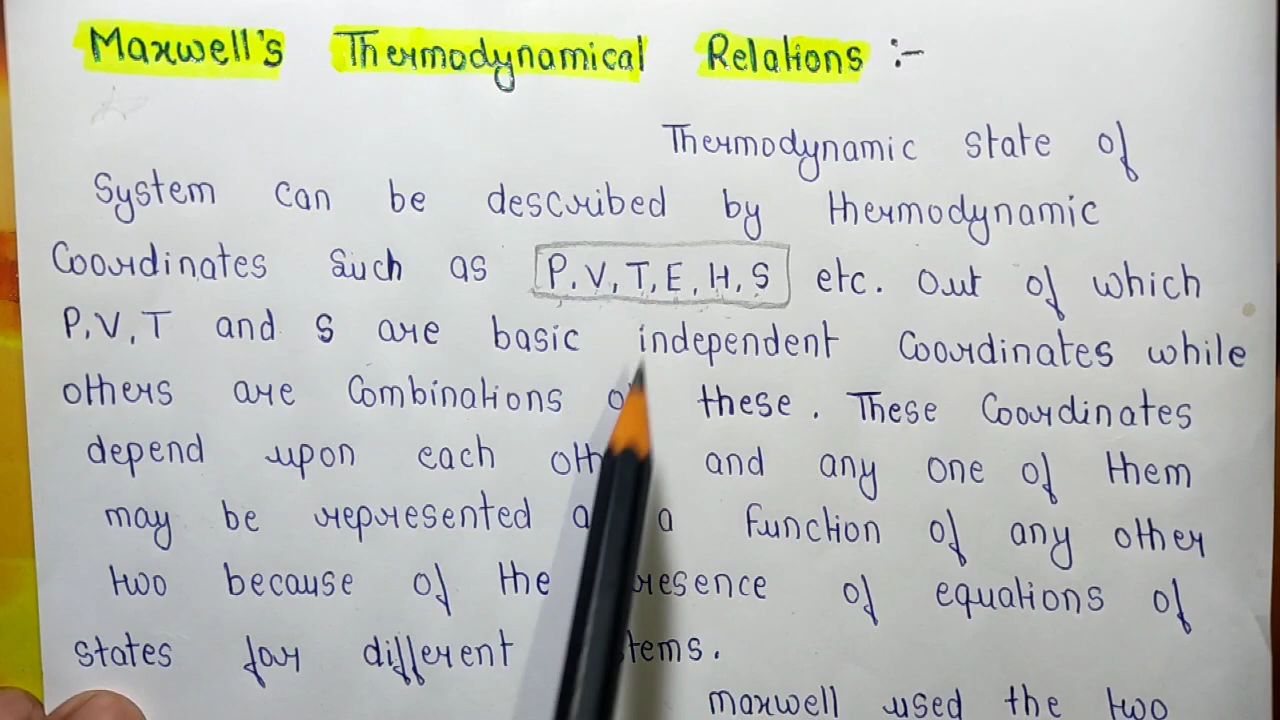 Maxwell's Thermodynamical Relations :-
Thermodynamic state of
System can be described by thermodynamic
Coordinates such as P,V,T,E,H,S etc. Out of which
P,V,T and S are basic independent Coordinates while
others are Combinations these. These Coordinates
depend upon each and any one of them
may be represented a function of any other
two because of the of equations of
states for different
maxwell used the two